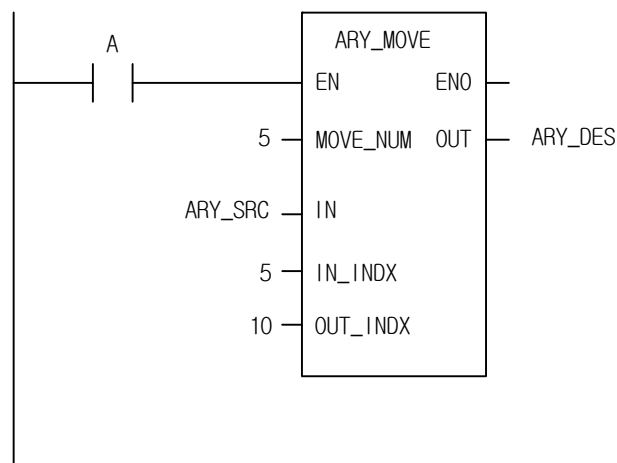 A
ARY_MOVE
EN ENO
5 MOVE_NUM OUT ARY_DES
ARY_SRC IN
5 IN_INDX
10 OUT_INDX